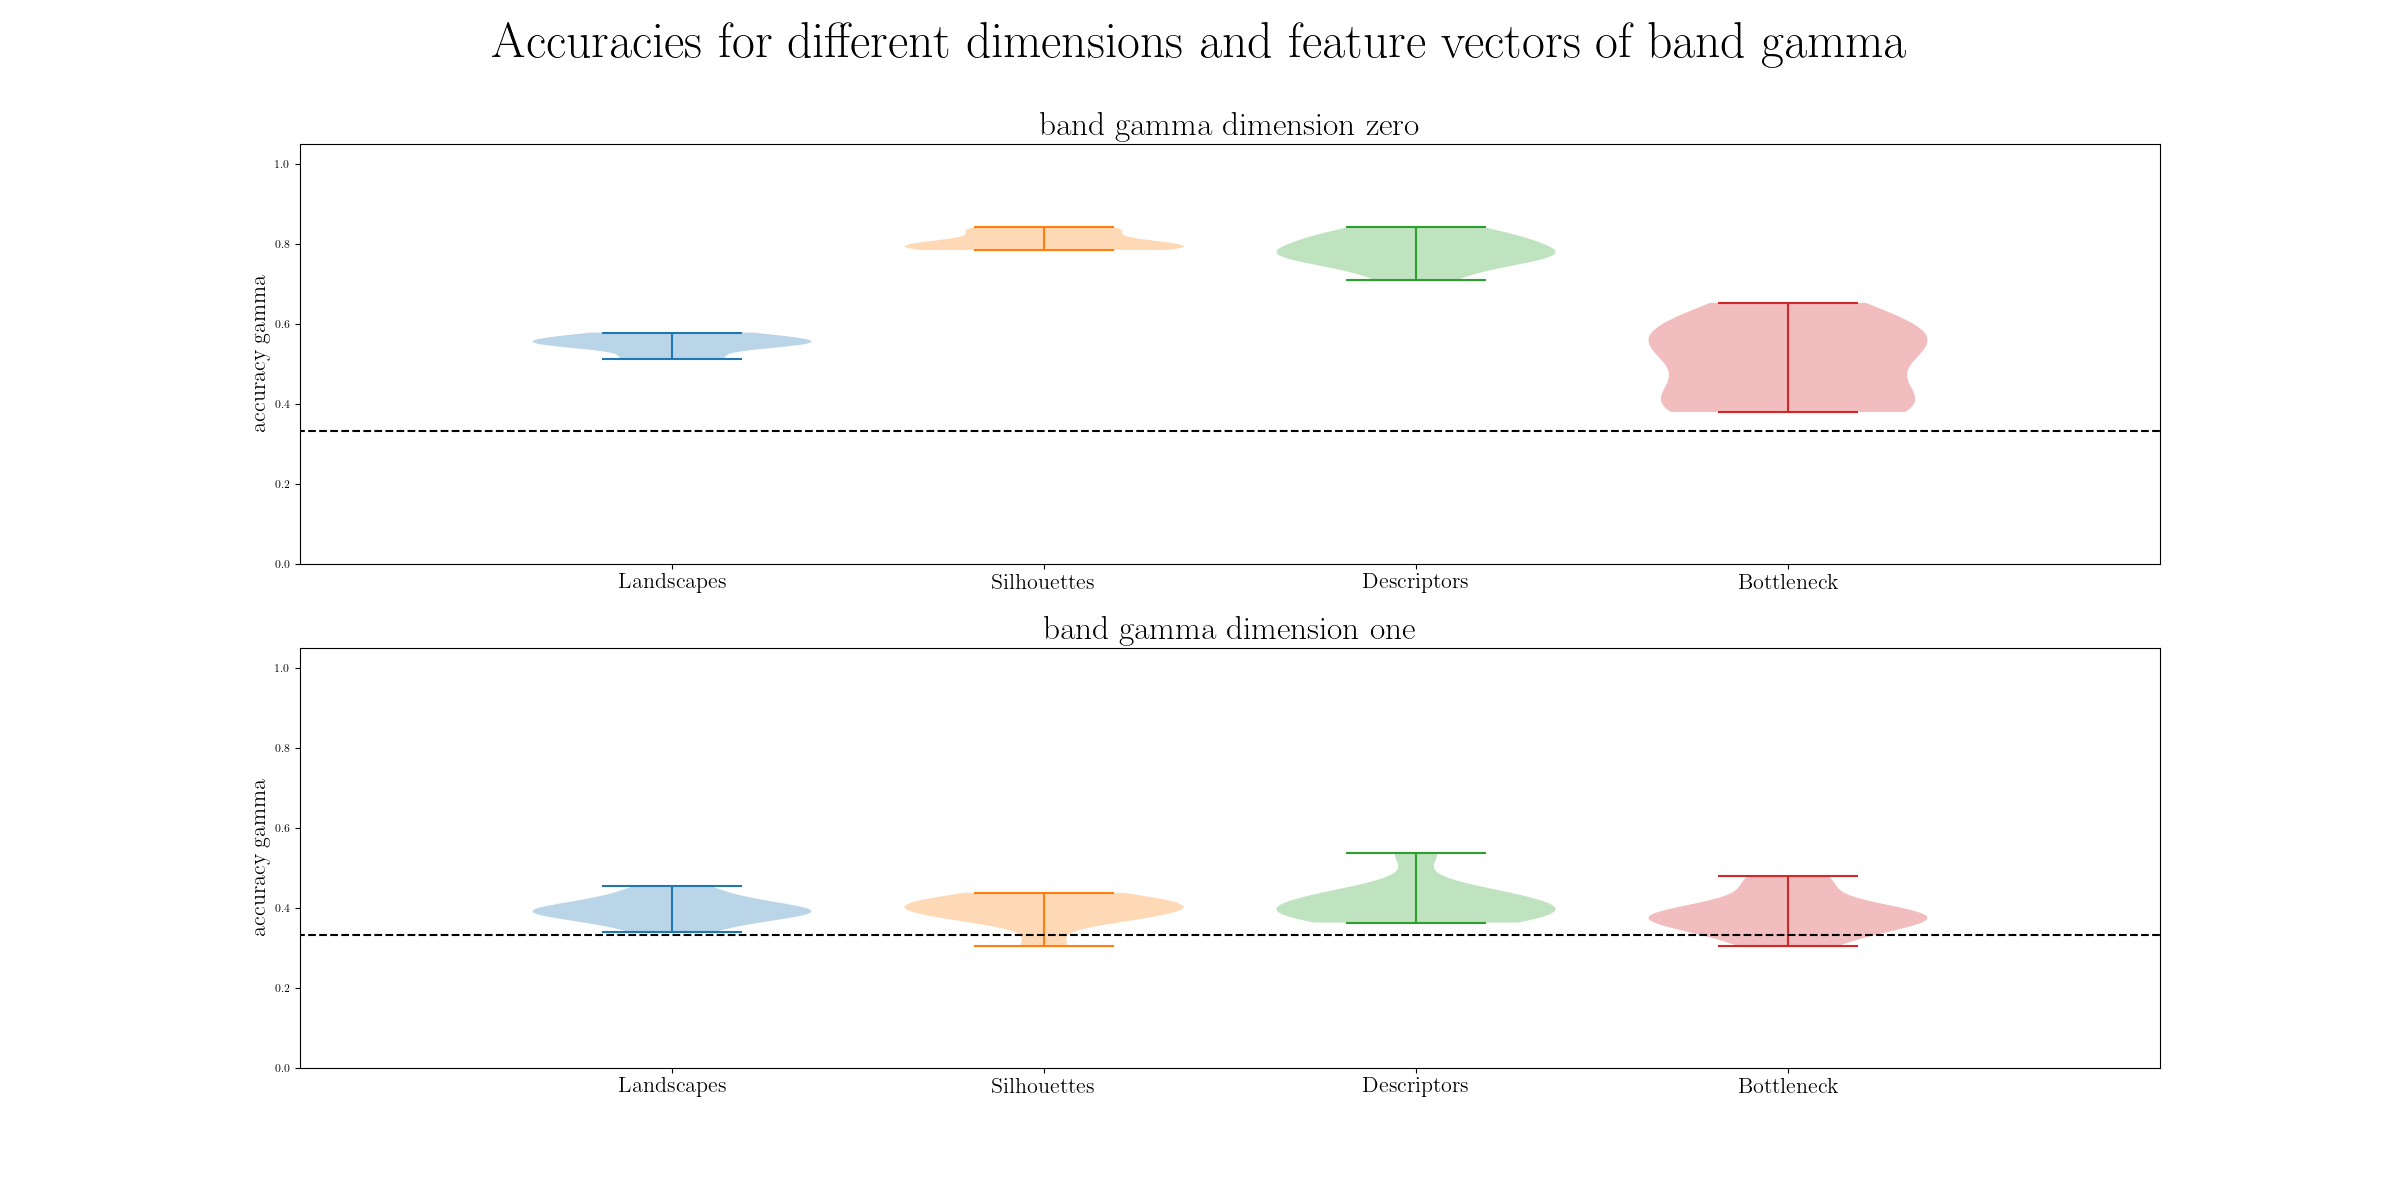 Accuracies for different dimensions and feature vectors of band gamma
band gamma dimension zero
accuracy gamma
1.0
0.8
0.6
0.4
0.2
0.0
Landscapes Silhouettes Descriptors Bottleneck
band gamma dimension one
accuracy gamma
1.0
0.8
0.6
0.4
0.2
0.0
Landscapes Silhouettes Descriptors Bottleneck